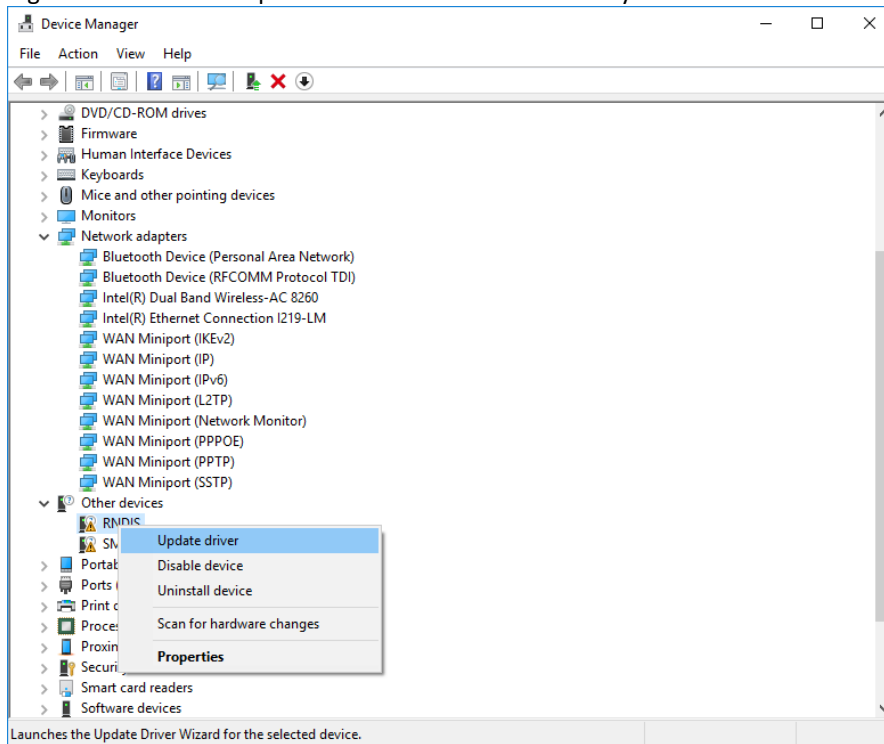 Device Manager
File Action View Help
DVD/CD-ROM drives
Firmware
Human Interface Devices
Keyboards
Mice and other pointing devices
Monitors
Network adapters
Bluetooth Device (Personal Area Network)
Bluetooth Device (RFCOMM Protocol TDI)
Intel(R) Dual Band Wireless-AC 8260
Intel(R) Ethernet Connection I219-LM
WAN Miniport (IKEv2)
WAN Miniport (IP)
WAN Miniport (IPv6)
WAN Miniport (L2TP)
WAN Miniport (Network Monitor)
WAN Miniport (PPPOE)
WAN Miniport (PPTP)
WAN Miniport (SSTP)
Other devices
RNDIS
Update driver
Disable device
Uninstall device
Scan for hardware changes
Properties
Smart card readers
Software devices
Launches the Update Driver Wizard for the selected device.